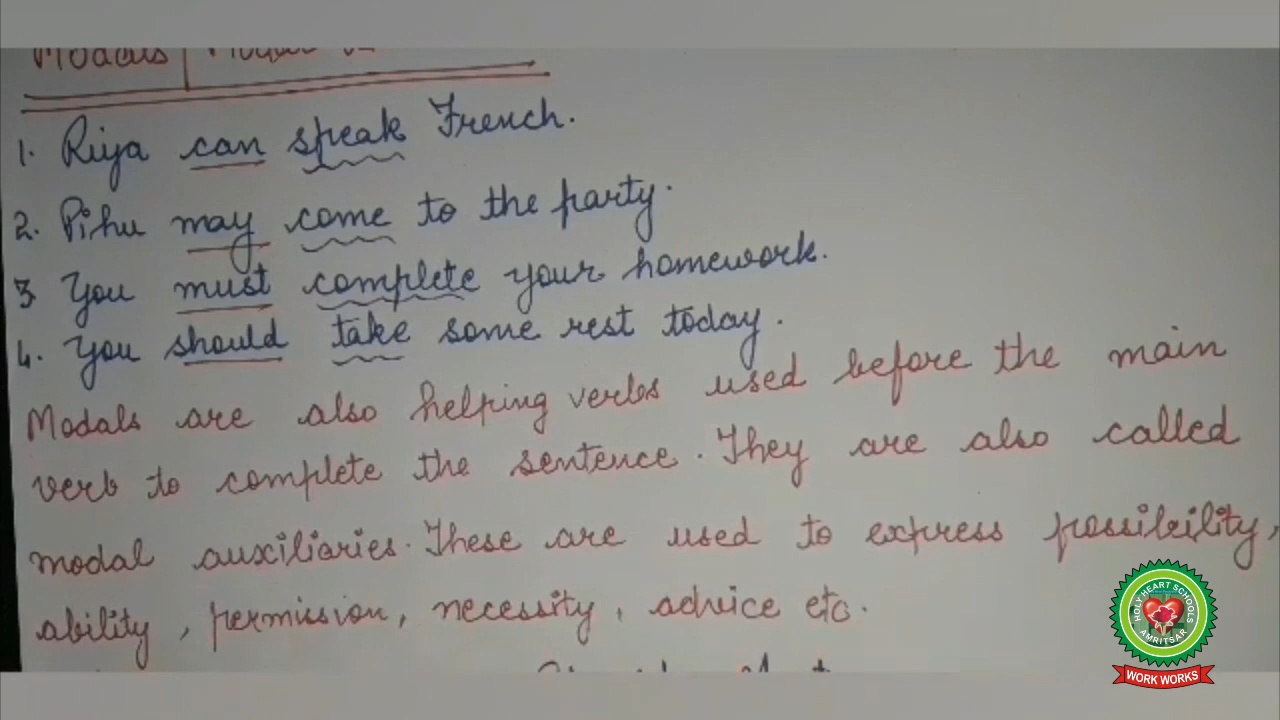 Modals
1. Riya can speak French.
2. Pihu may come to the party.
3 You must complete your homework.
4. You should take some rest today.
Modals are also helping verbs used before the main
verb to complete the sentence. They are also called
modal auxiliaries. These are used to express possibility,
ability, permission, necessity, advice etc.
HOLY HEART SCHOOLS
AMRITSAR
WORK WORKS